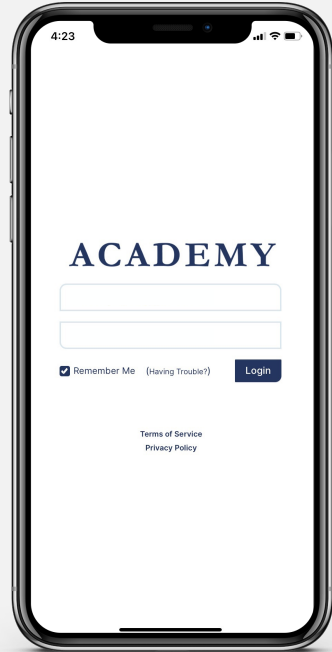 4:23
ACADEMY
Remember Me (Having Trouble?) Login
Terms of Service
Privacy Policy